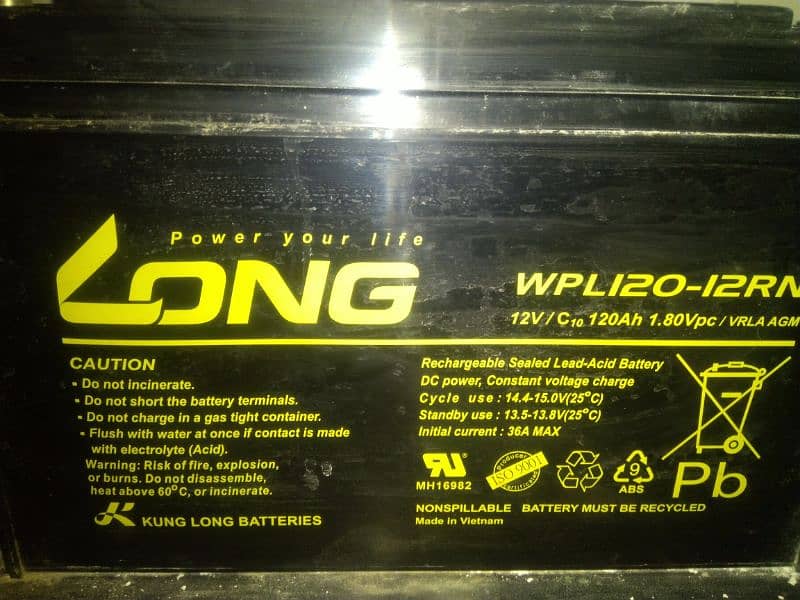 Power your life
LONG
WPL120-12RN
12V / C10 120Ah 1.80Vpc / VRLA AGM
CAUTION
- Do not incinerate.
- Do not short the battery terminals.
- Do not charge in a gas tight container.
- Flush with water at once if contact is made
with electrolyte (Acid).
Warning: Risk of fire, explosion,
or burns. Do not disassemble,
heat above 60°C, or incinerate.
KUNG LONG BATTERIES
Rechargeable Sealed Lead-Acid Battery
DC power, Constant voltage charge
Cycle use : 14.4-15.0V(25°C)
Standby use : 13.5-13.8V(25°C)
Initial current : 36A MAX
MH16982
producer
ISO 9001
certificated
9
ABS
Pb
NONSPILLABLE BATTERY MUST BE RECYCLED
Made in Vietnam